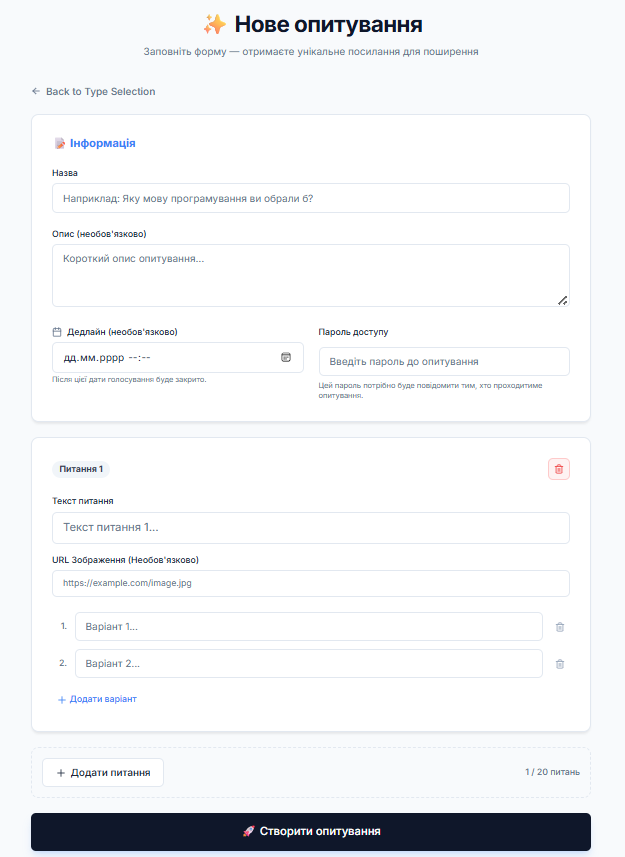 ✨ Нове опитування
Заповніть форму — отримаєте унікальне посилання для поширення
← Back to Type Selection
📝 Інформація
Назва
Наприклад: Яку мову програмування ви обрали б?
Опис (необов'язково)
Короткий опис опитування...
Дедлайн (необов'язково)
дд.мм.рррр --:--
Після цієї дати голосування буде закрито.
Пароль доступу
Введіть пароль до опитування
Цей пароль потрібно буде повідомити тим, хто проходитиме
опитування.
Питання 1
Текст питання
Текст питання 1...
URL Зображення (Необов'язково)
https://example.com/image.jpg
1. Варіант 1...
2. Варіант 2...
+ Додати варіант
+ Додати питання
1 / 20 питань
🚀 Створити опитування